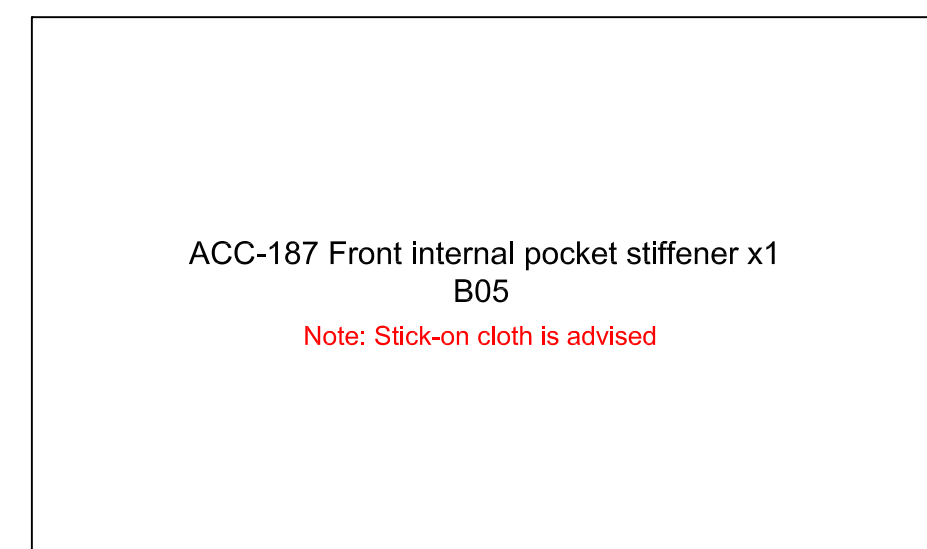 ACC-187 Front internal pocket stiffener x1
B05
Note: Stick-on cloth is advised